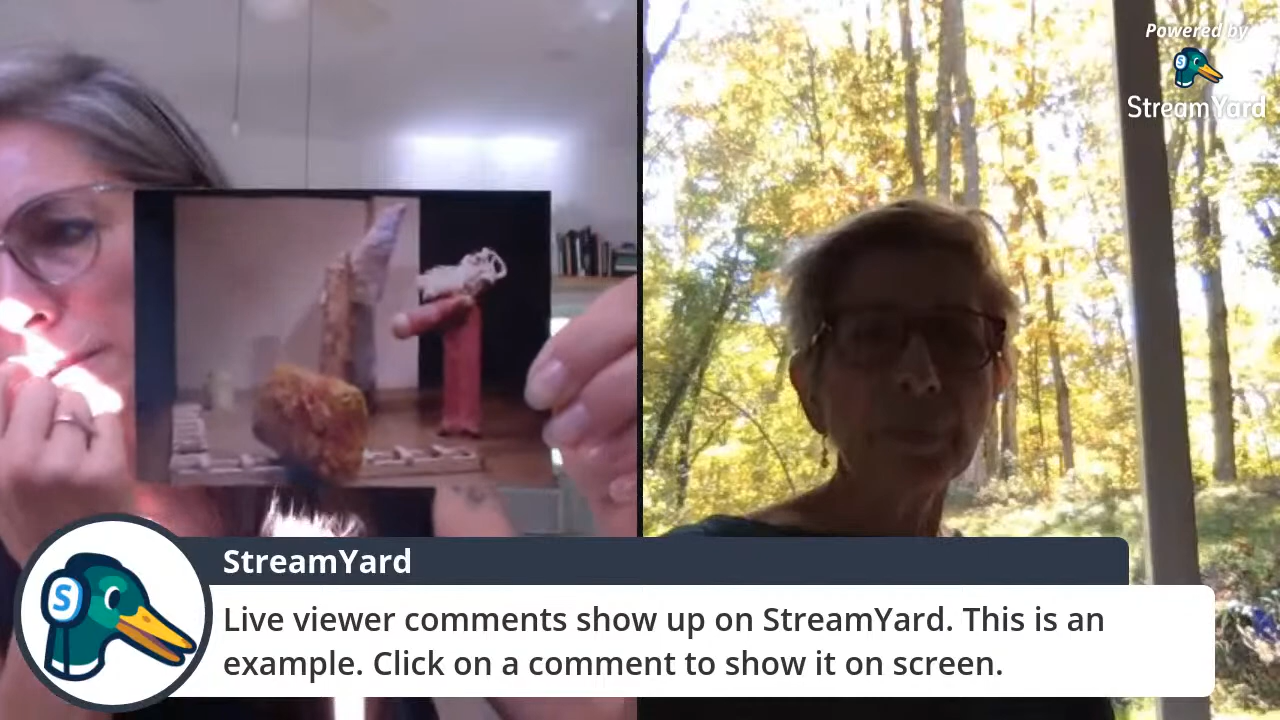 Powered by
StreamYard
StreamYard
Live viewer comments show up on StreamYard. This is an
example. Click on a comment to show it on screen.